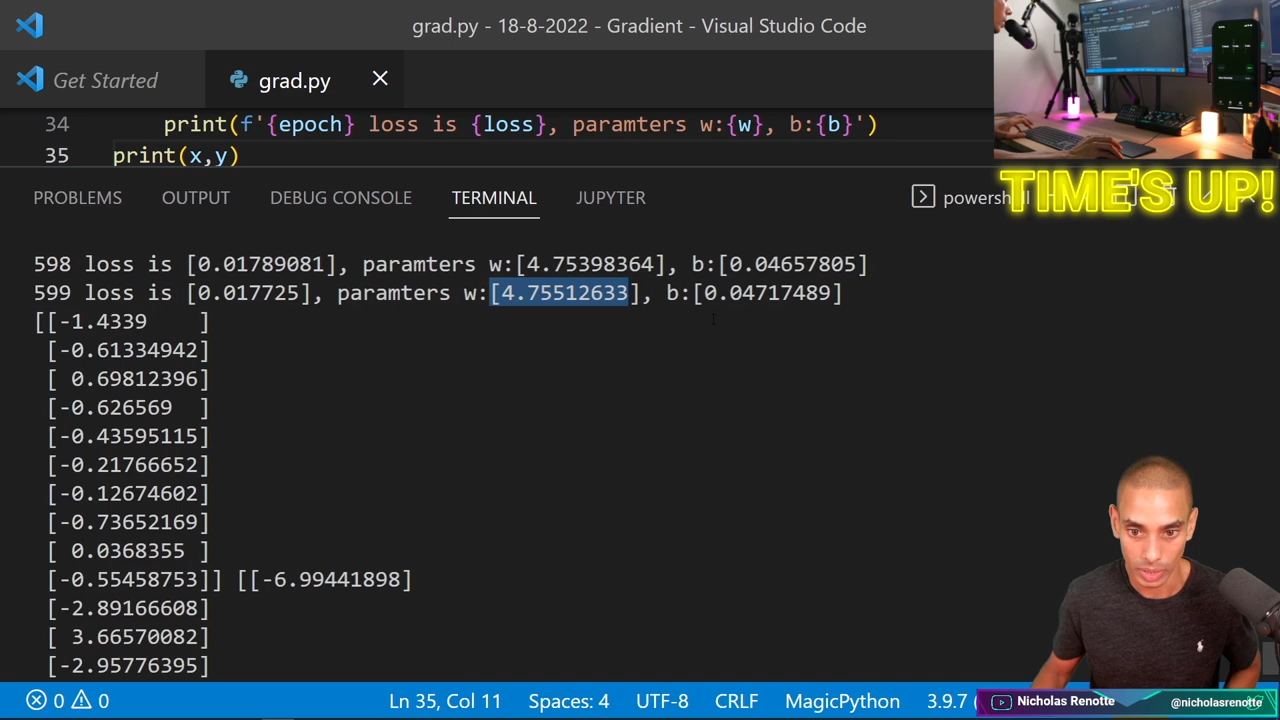 grad.py - 18-8-2022 - Gradient - Visual Studio Code
Get Started
grad.py
34 print(f'{epoch} loss is {loss}, paramters w:{w}, b:{b}')
35 print(x,y)
TIME'S UP!
PROBLEMS OUTPUT DEBUG CONSOLE TERMINAL JUPYTER
598 loss is [0.01789081], paramters w:[4.75398364], b:[0.04657805]
599 loss is [0.017725], paramters w:[4.75512633], b:[0.04717489]
[[-1.4339    ]
[-0.61334942]
[ 0.69812396]
[-0.626569  ]
[-0.43595115]
[-0.21766652]
[-0.12674602]
[-0.73652169]
[ 0.0368355 ]
[-0.55458753]] [[-6.99441898]
[-2.89166608]
[ 3.66570082]
[-2.95776395]
0 0 Ln 35, Col 11 Spaces: 4 UTF-8 CRLF MagicPython 3.9.7
Nicholas Renotte @nicholasrenotte